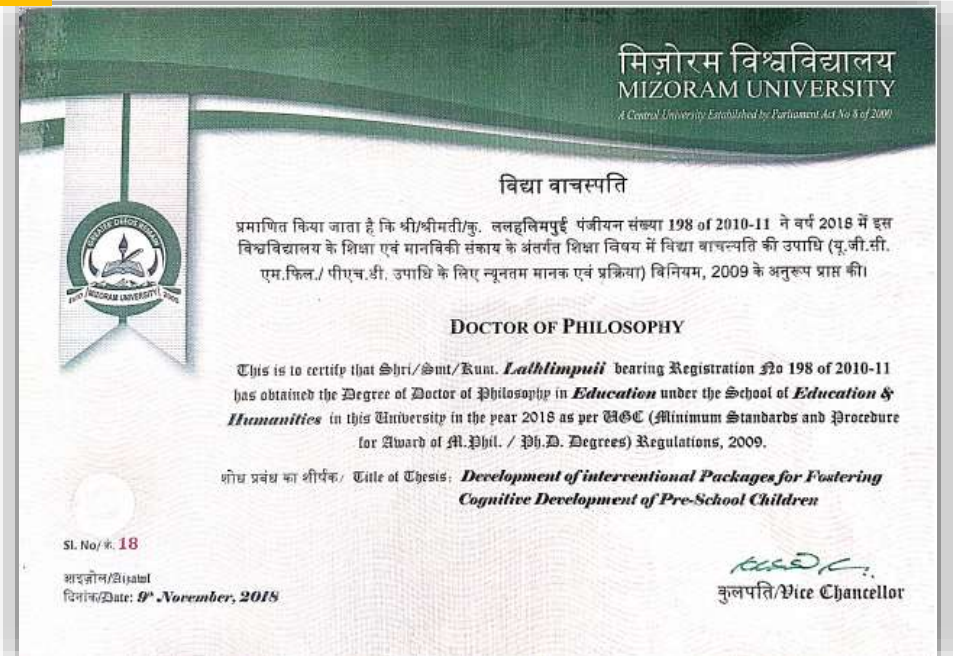 मिज़ोरम विश्वविद्यालय
MIZORAM UNIVERSITY
A Central University Established by Parliament Act No 8 of 2000
GREATER DEEDS REMAIN
MIZORAM UNIVERSITY
विद्या वाचस्पति
प्रमाणित किया जाता है कि श्री/श्रीमती/कु. ललह्लिमपुई पंजीयन संख्या 198 of 2010-11 ने वर्ष 2018 में इस
विश्वविद्यालय के शिक्षा एवं मानविकी संकाय के अंतर्गत शिक्षा विषय में विद्या वाचस्पति की उपाधि (यू.जी.सी.
एम.फिल./ पीएच.डी. उपाधि के लिए न्यूनतम मानक एवं प्रक्रिया) विनियम, 2009 के अनुरूप प्राप्त की।
DOCTOR OF PHILOSOPHY
This is to certify that Shri/Smt/Kum. Lalhlimpuii bearing Registration No 198 of 2010-11
has obtained the Degree of Doctor of Philosophy in Education under the School of Education &
Humanities in this University in the year 2018 as per UGC (Minimum Standards and Procedure
for Award of M.Phil. / Ph.D. Degrees) Regulations, 2009.
शोध प्रबंध का शीर्षक/ Title of Thesis: Development of interventional Packages for Fostering
Cognitive Development of Pre-School Children
Sl. No/ क्र. 18
आइज़ोल/Aizawl
दिनांक/Date: 9th November, 2018
कुलपति/Vice Chancellor